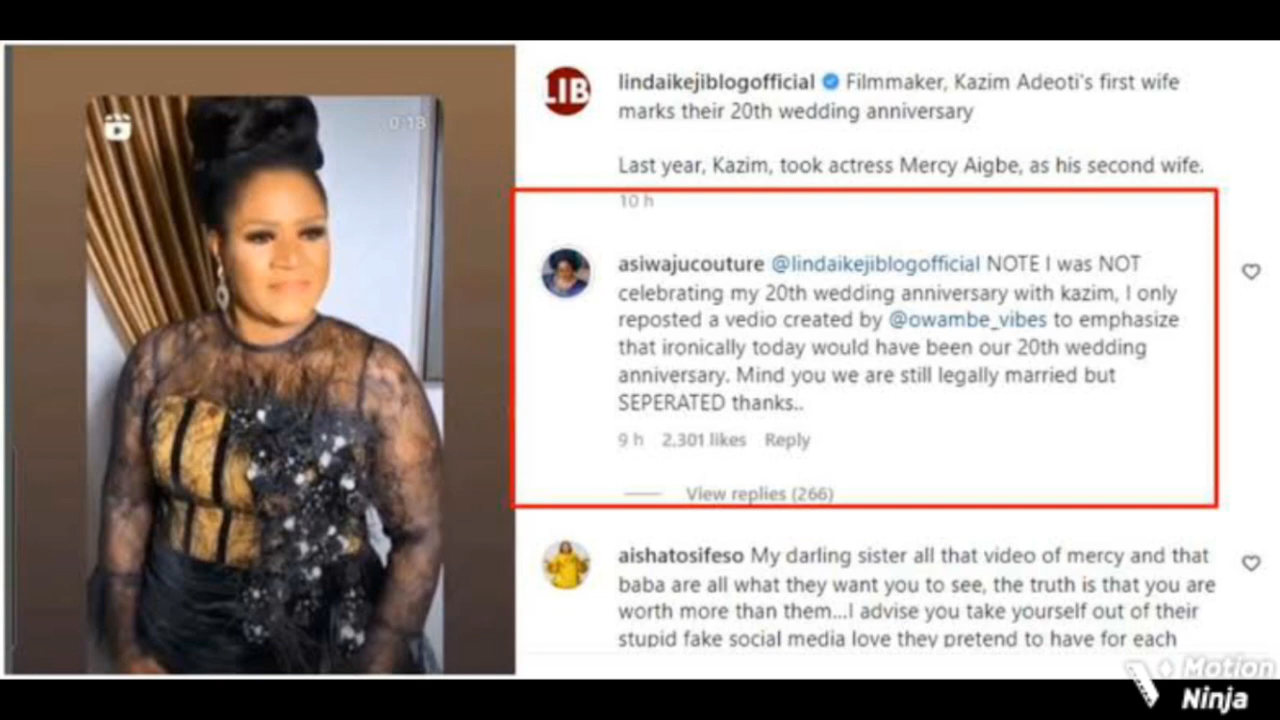 0:13
LIB
lindaikejiblogofficial Filmmaker, Kazim Adeoti's first wife
marks their 20th wedding anniversary
Last year, Kazim, took actress Mercy Aigbe, as his second wife.
10 h
asiwajucouture @lindaikejiblogofficial NOTE I was NOT
celebrating my 20th wedding anniversary with kazim, I only
reposted a vedio created by @owambe_vibes to emphasize
that ironically today would have been our 20th wedding
anniversary. Mind you we are still legally married but
SEPERATED thanks..
9 h 2,301 likes Reply
View replies (266)
aishatosifeso My darling sister all that video of mercy and that
baba are all what they want you to see, the truth is that you are
worth more than them...I advise you take yourself out of their
stupid fake social media love they pretend to have for each
Motion
Ninja